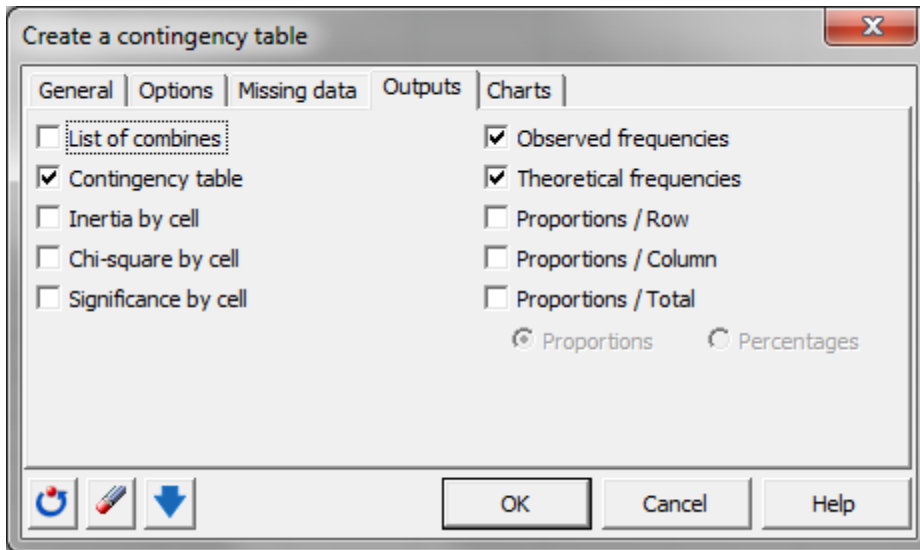 Create a contingency table
General Options Missing data Outputs Charts
List of combines
Contingency table
Inertia by cell
Chi-square by cell
Significance by cell
Observed frequencies
Theoretical frequencies
Proportions / Row
Proportions / Column
Proportions / Total
Proportions Percentages
OK Cancel Help